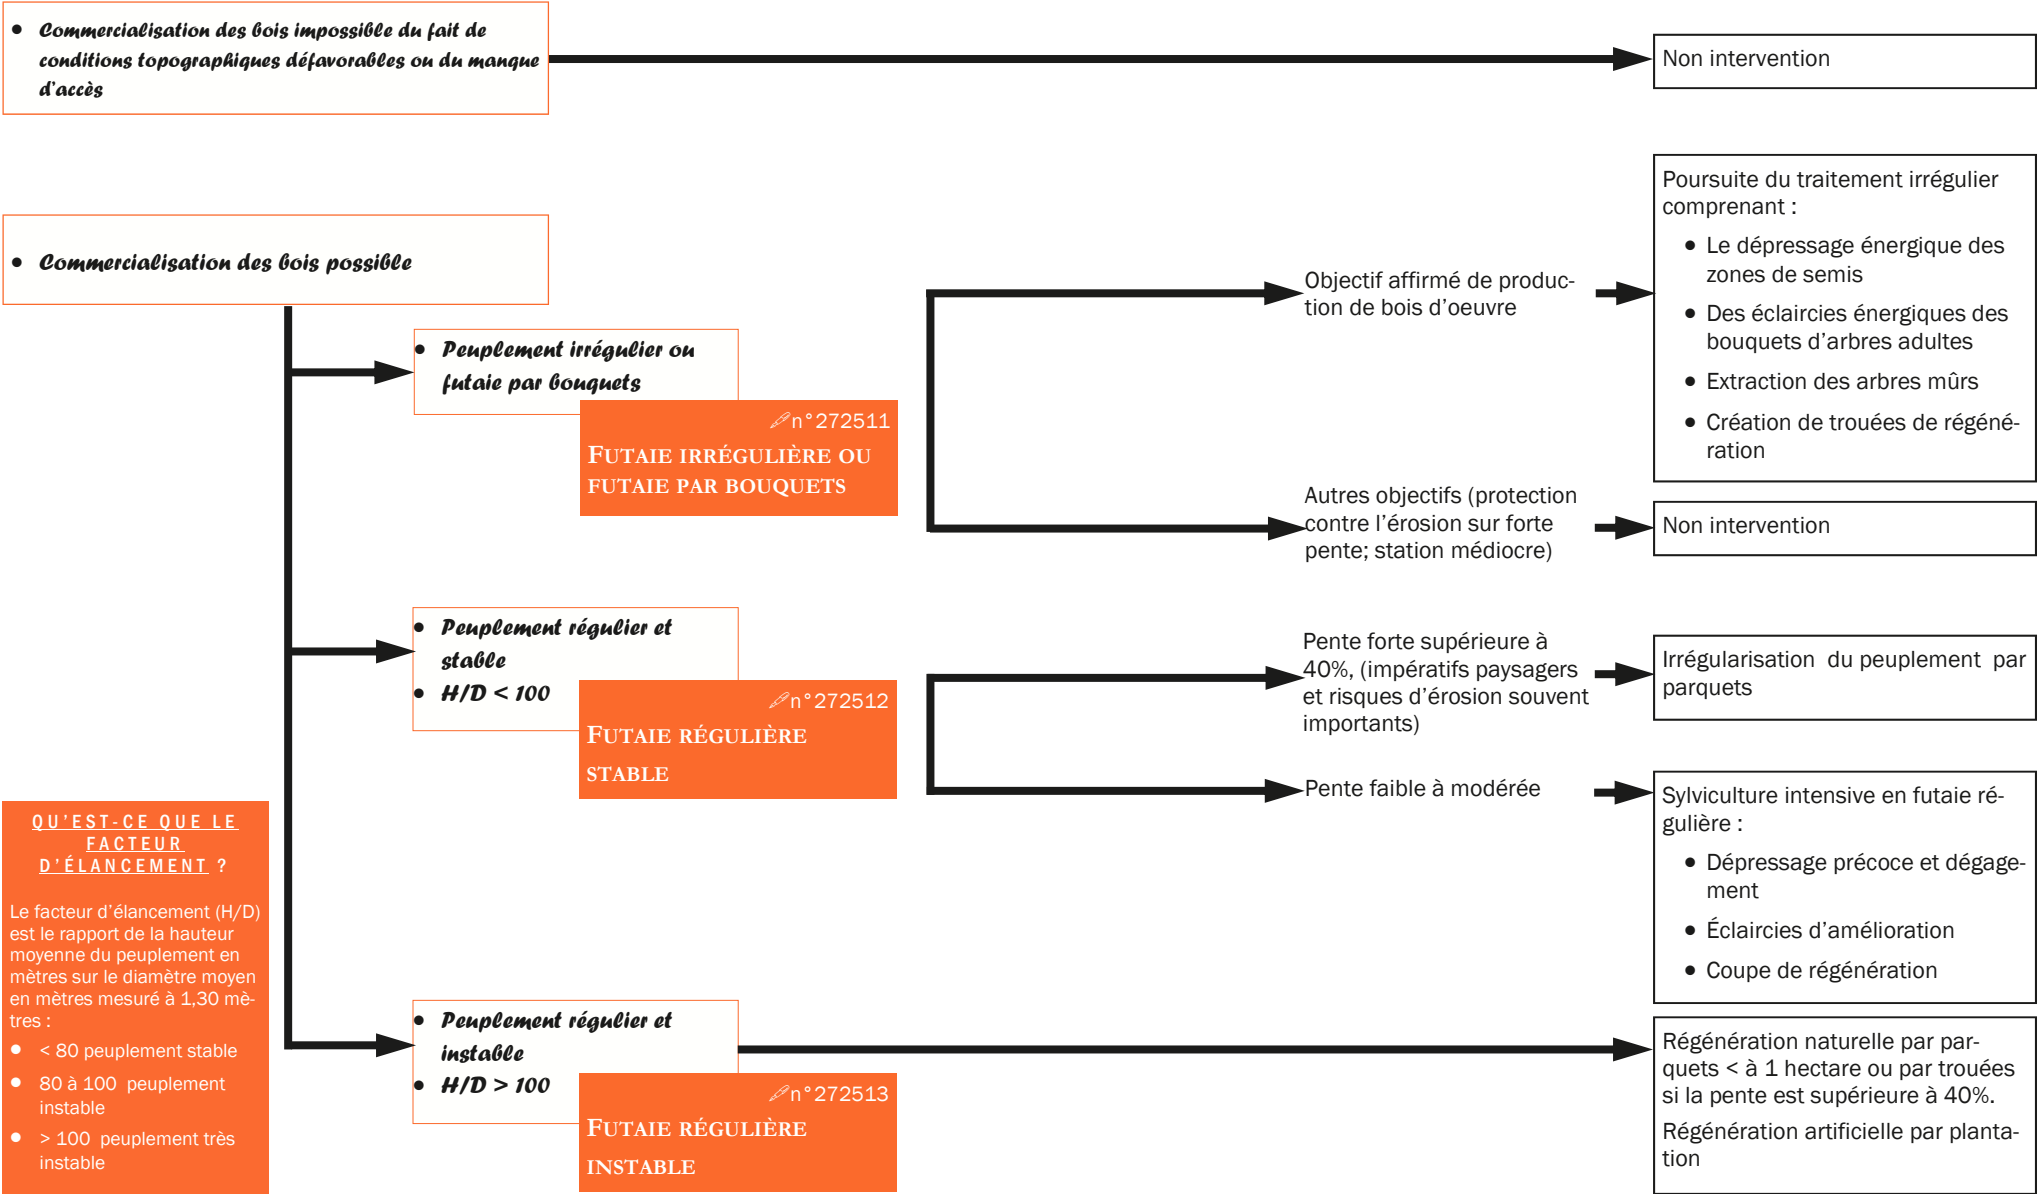 • Commercialisation des bois impossible du fait de
conditions topographiques défavorables ou du manque
d'accès
Non intervention
• Commercialisation des bois possible
• Peuplement irrégulier ou
futaie par bouquets
n°272511
FUTAIE IRRÉGULIÈRE OU
FUTAIE PAR BOUQUETS
Objectif affirmé de produc-
tion de bois d'oeuvre
Poursuite du traitement irrégulier
comprenant :
• Le dépressage énergique des
zones de semis
• Des éclaircies énergiques des
bouquets d'arbres adultes
• Extraction des arbres mûrs
• Création de trouées de régéné-
ration
Autres objectifs (protection
contre l'érosion sur forte
pente; station médiocre)
Non intervention
• Peuplement régulier et
stable
• H/D < 100
n°272512
FUTAIE RÉGULIÈRE
STABLE
Pente forte supérieure à
40%, (impératifs paysagers
et risques d'érosion souvent
importants)
Irrégularisation du peuplement par
parquets
Pente faible à modérée
Sylviculture intensive en futaie ré-
gulière :
• Dépressage précoce et dégage-
ment
• Éclaircies d'amélioration
• Coupe de régénération
QU'EST-CE QUE LE
FACTEUR
D'ÉLANCEMENT ?
Le facteur d'élancement (H/D)
est le rapport de la hauteur
moyenne du peuplement en
mètres sur le diamètre moyen
en mètres mesuré à 1,30 mè-
tres :
• < 80 peuplement stable
• 80 à 100 peuplement
instable
• > 100 peuplement très
instable
• Peuplement régulier et
instable
• H/D > 100
n°272513
FUTAIE RÉGULIÈRE
INSTABLE
Régénération naturelle par par-
quets < à 1 hectare ou par trouées
si la pente est supérieure à 40%.
Régénération artificielle par planta-
tion